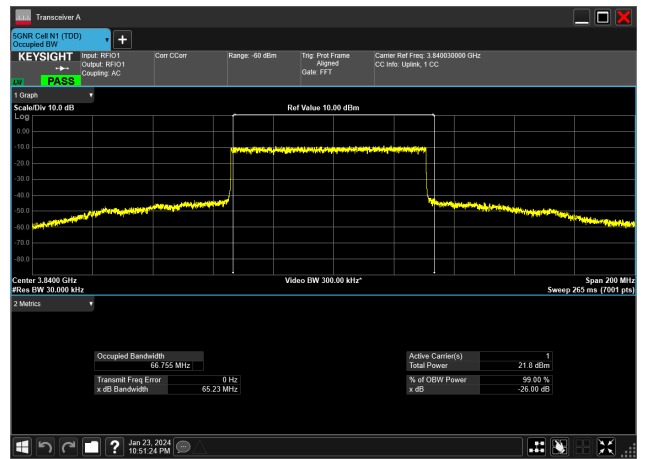 Transceiver A
5GNR Cell N1 (TDD)
Occupied BW
KEYSIGHT
Input: RFIO1
Output: RFIO1
Coupling: AC
Corr CCorr
Range: -60 dBm
Trig: Prot Frame
Aligned
Gate: FFT
Carrier Ref Freq: 3.840030000 GHz
CC Info: Uplink, 1 CC
PASS
1 Graph
Scale/Div 10.0 dB
Ref Value 10.00 dBm
Log
0.00
-10.0
-20.0
-30.0
-40.0
-50.0
-60.0
-70.0
-80.0
Center 3.8400 GHz
Video BW 300.00 kHz*
Span 200 MHz
#Res BW 30.000 kHz
Sweep 265 ms (7001 pts)
2 Metrics
Occupied Bandwidth
66.755 MHz
Active Carrier(s) 1
Total Power 21.8 dBm
Transmit Freq Error 0 Hz
x dB Bandwidth 65.23 MHz
% of OBW Power 99.00 %
x dB -26.00 dB
Jan 23, 2024
10:51:24 PM